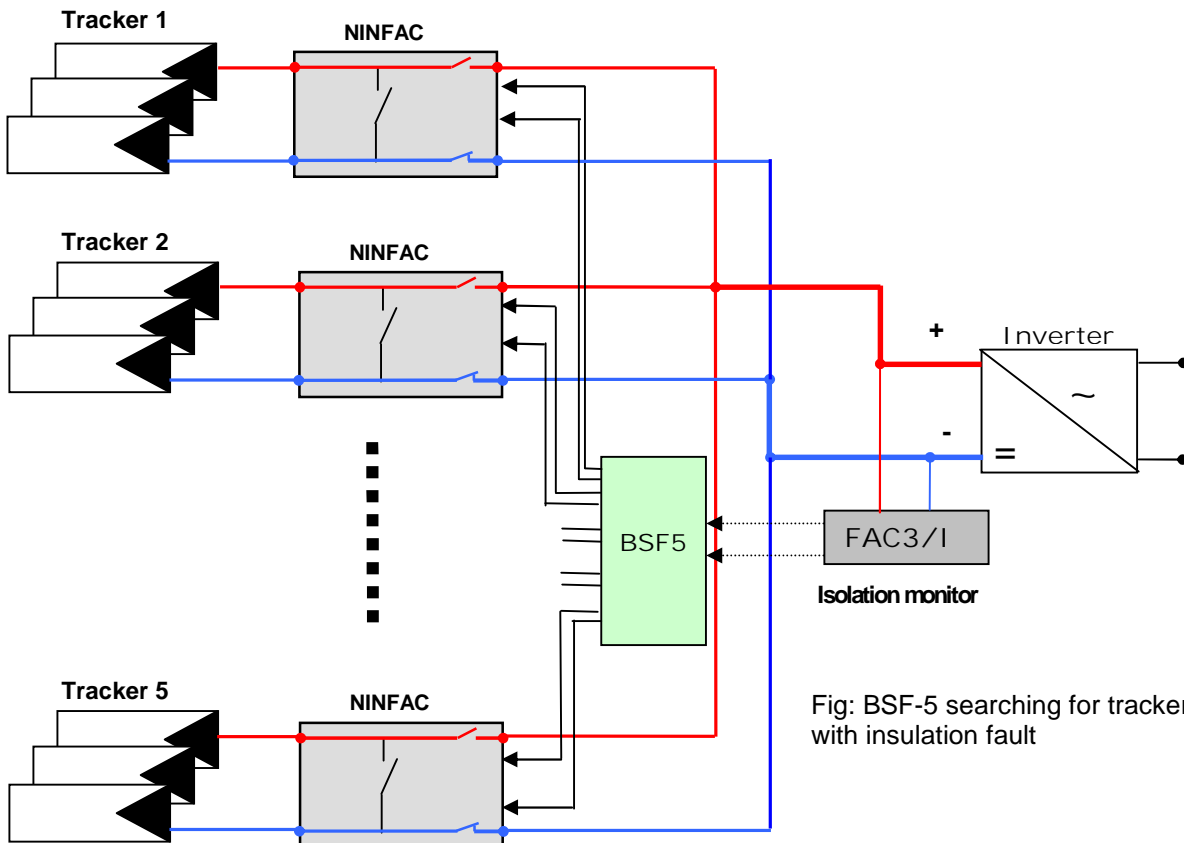 Tracker 1
NINFAC
Tracker 2
NINFAC
+
Inverter
~
-
=
BSF5
FAC3/I
Isolation monitor
Tracker 5
NINFAC
Fig: BSF-5 searching for tracker
with insulation fault